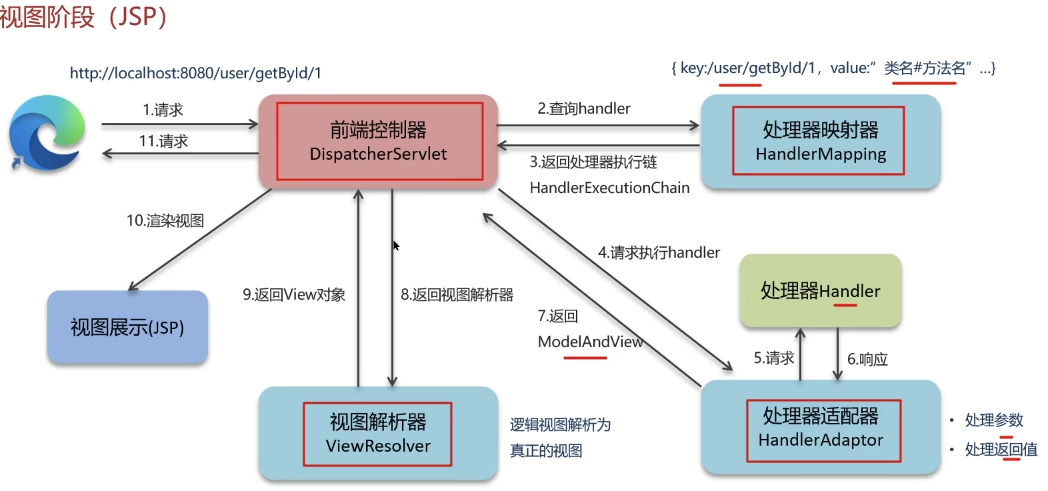 视图阶段（JSP）
http://localhost:8080/user/getById/1
{ key:/user/getById/1，value:”类名#方法名”...}
1.请求
11.请求
前端控制器
DispatcherServlet
2.查询handler
3.返回处理器执行链
HandlerExecutionChain
处理器映射器
HandlerMapping
10.渲染视图
4.请求执行handler
视图展示(JSP)
9.返回View对象
8.返回视图解析器
7.返回
ModelAndView
处理器Handler
5.请求
6.响应
视图解析器
ViewResolver
逻辑视图解析为
真正的视图
处理器适配器
HandlerAdaptor
• 处理参数
• 处理返回值